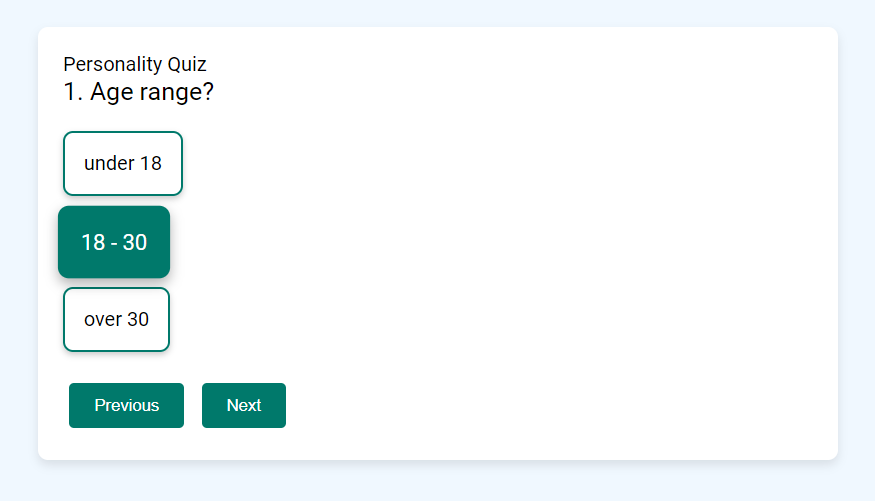 Personality Quiz
1. Age range?
under 18
18 - 30
over 30
Previous Next